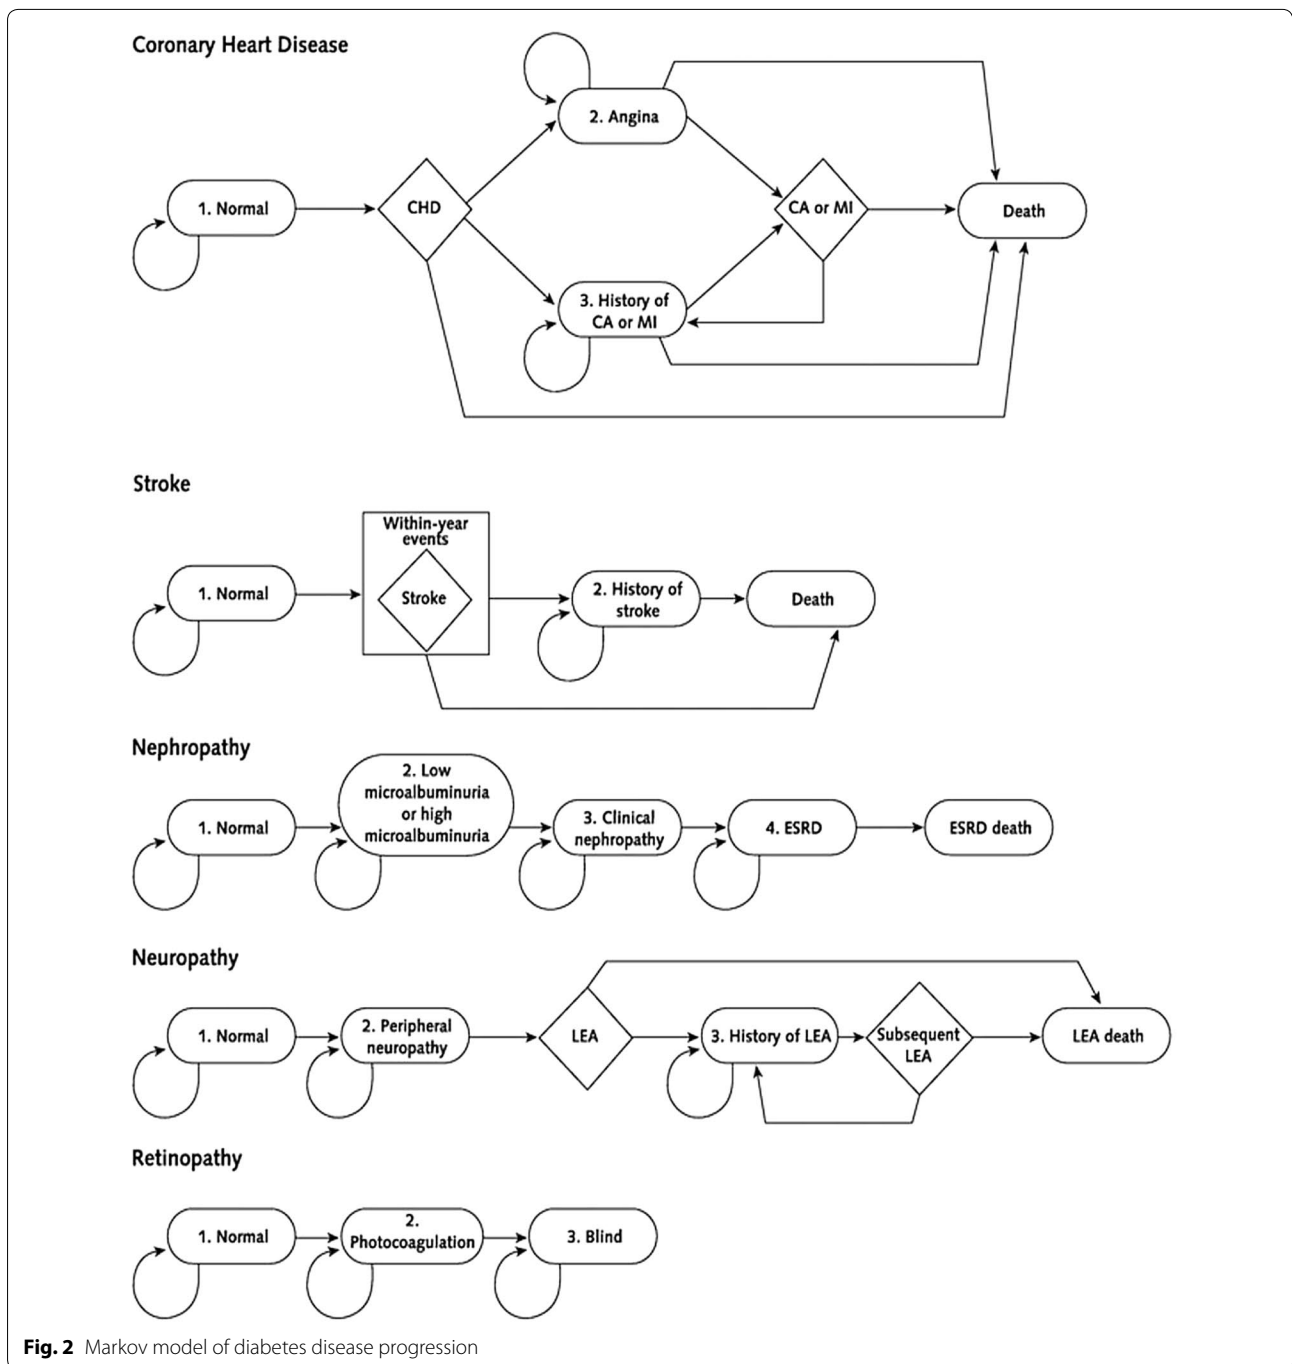 Coronary Heart Disease
2. Angina
1. Normal
CHD
CA or MI
Death
3. History of
CA or MI
Stroke
Within-year
events
1. Normal
Stroke
2. History of
stroke
Death
Nephropathy
1. Normal
2. Low
microalbuminuria
or high
microalbuminuria
3. Clinical
nephropathy
4. ESRD
ESRD death
Neuropathy
1. Normal
2. Peripheral
neuropathy
LEA
3. History of LEA
Subsequent
LEA
LEA death
Retinopathy
1. Normal
2.
Photocoagulation
3. Blind
Fig. 2 Markov model of diabetes disease progression